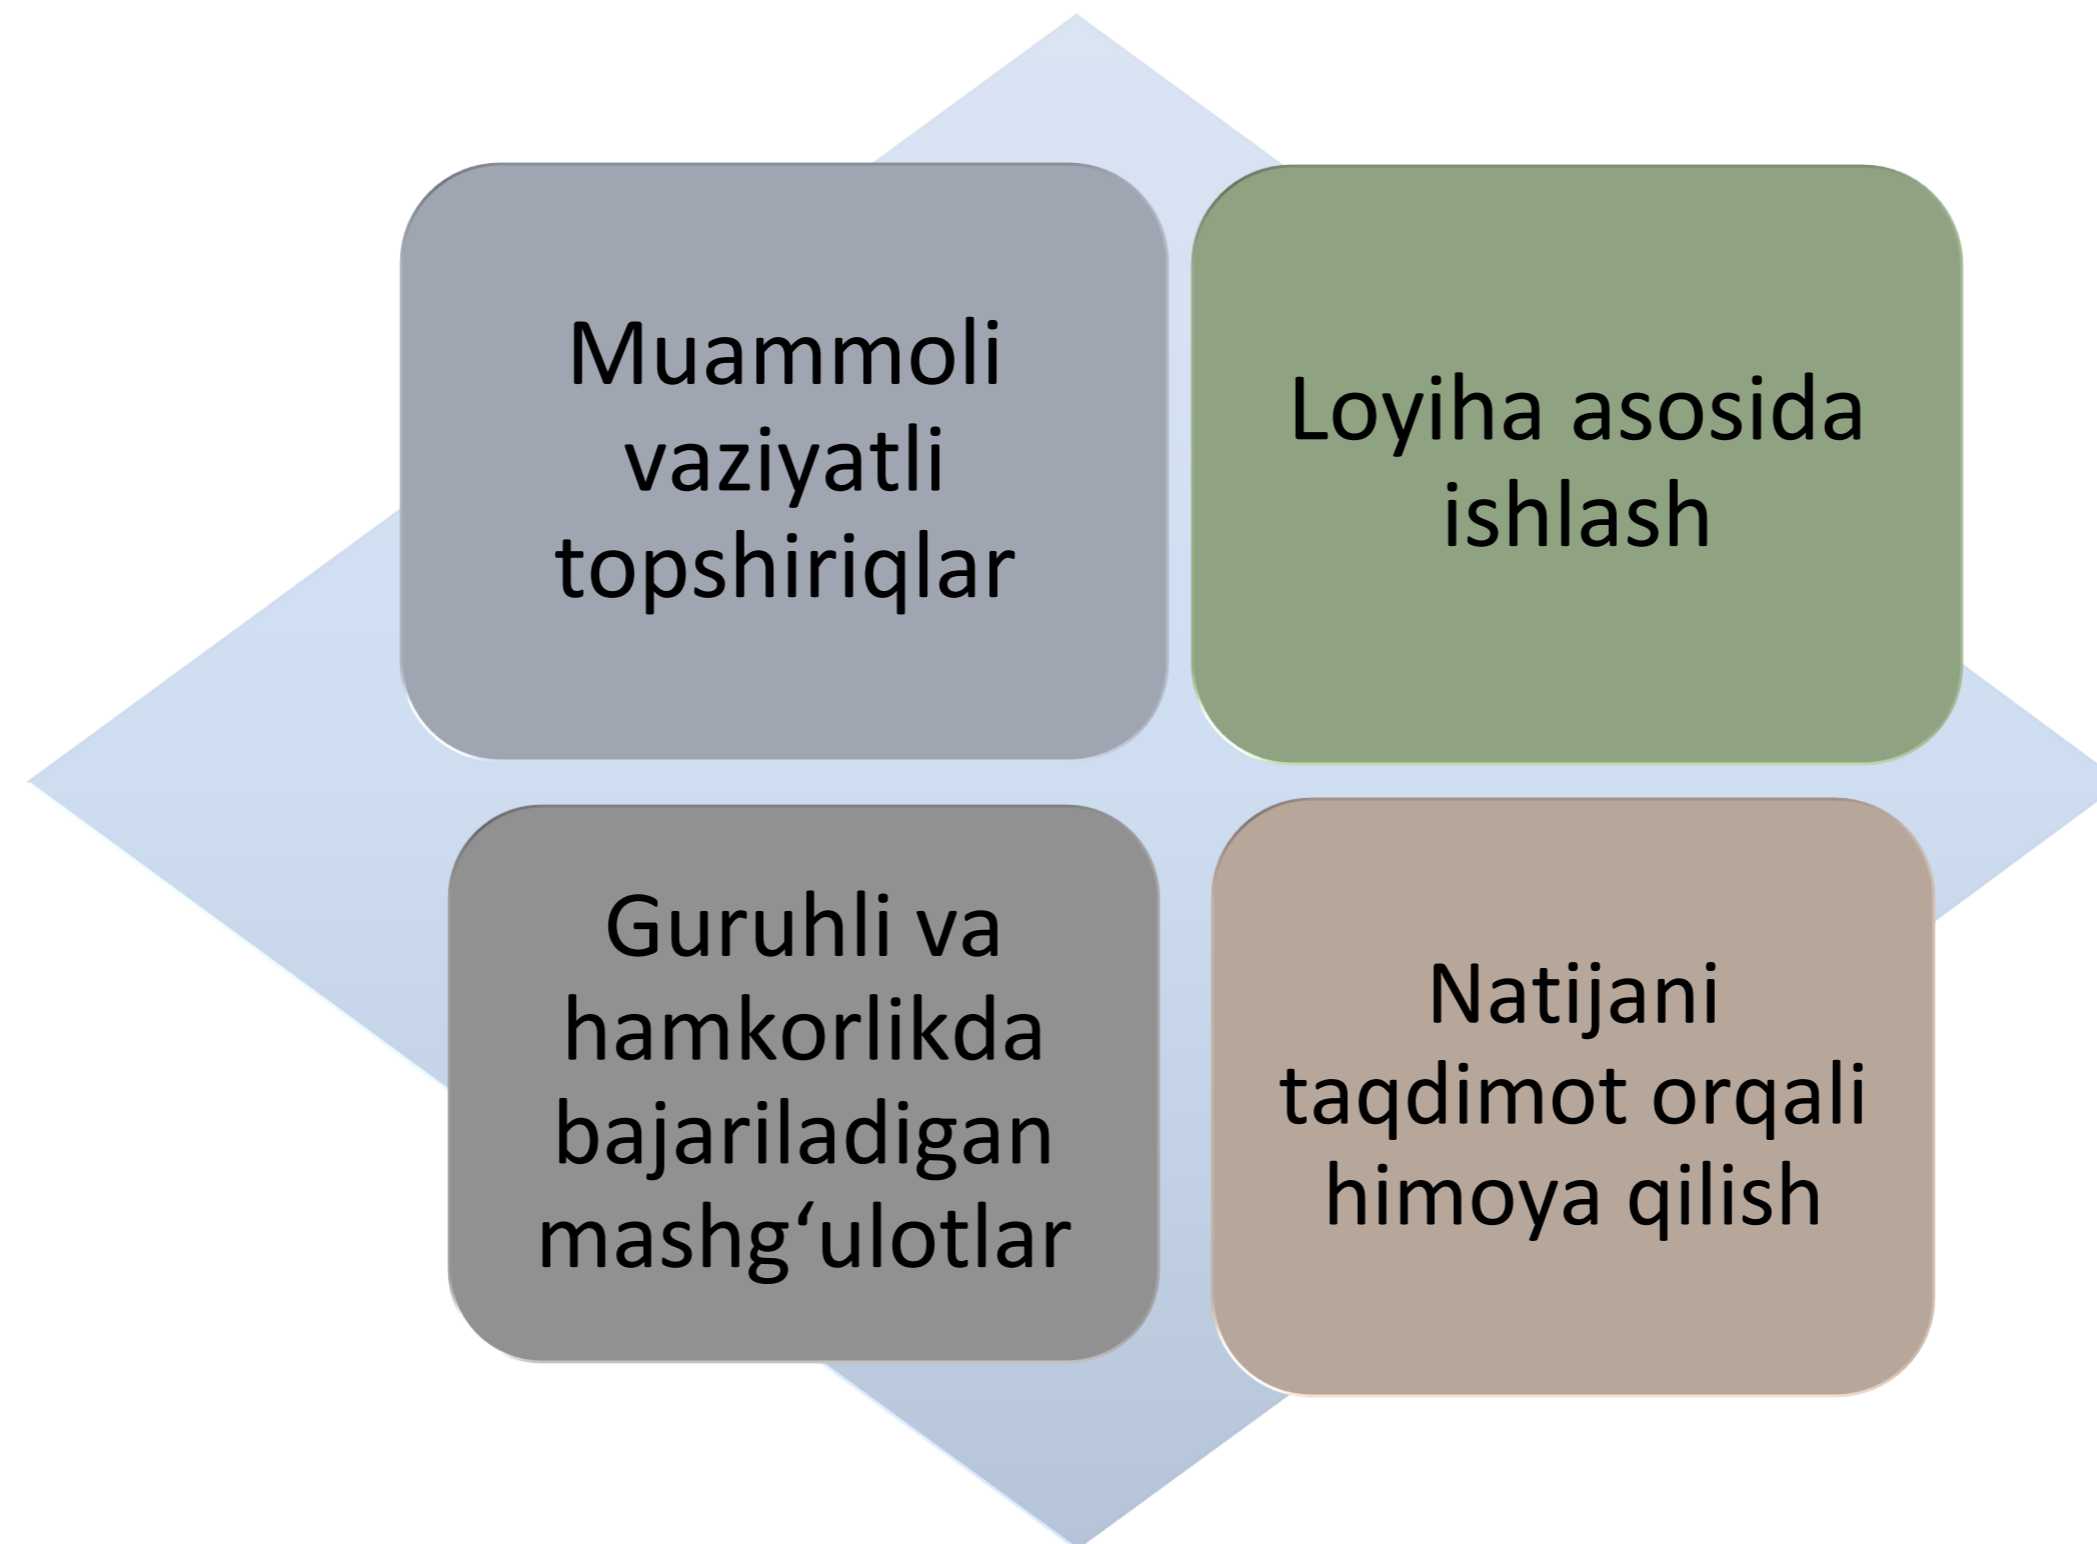 Muammoli
vaziyatli
topshiriqlar
Loyiha asosida
ishlash
Guruhli va
hamkorlikda
bajariladigan
mashg‘ulotlar
Natijani
taqdimot orqali
himoya qilish